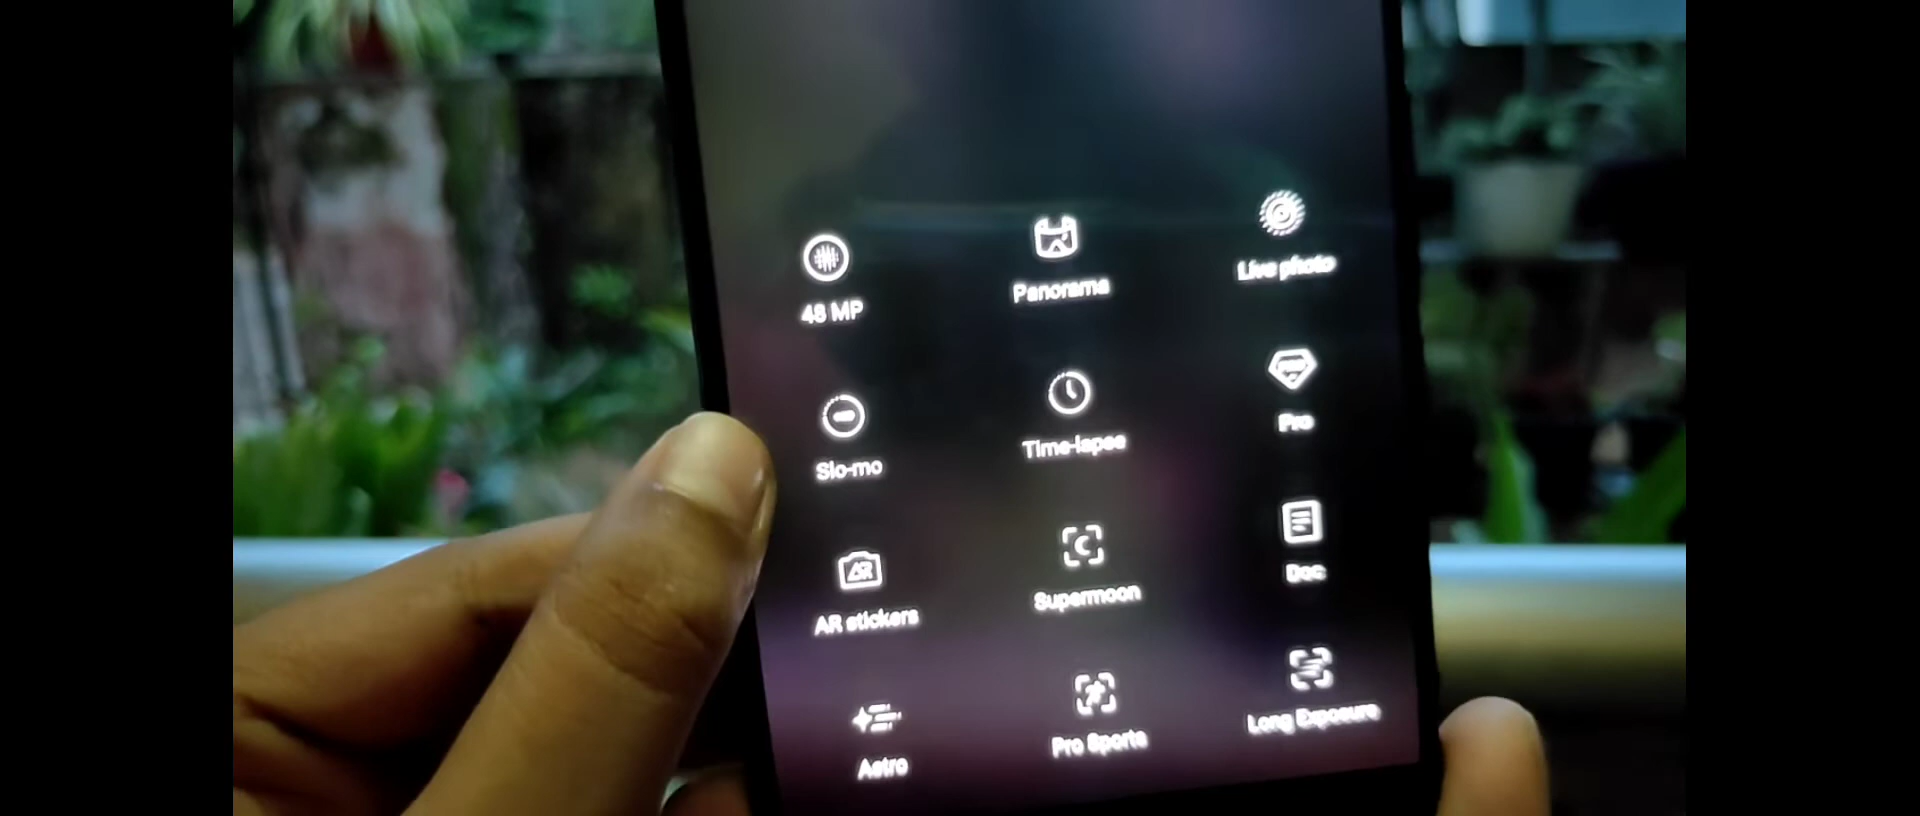 48 MP
Panorama
Live photo
Slo-mo
Time-lapse
Pro
AR stickers
Supermoon
Doc
Astro
Pro Sports
Long Exposure